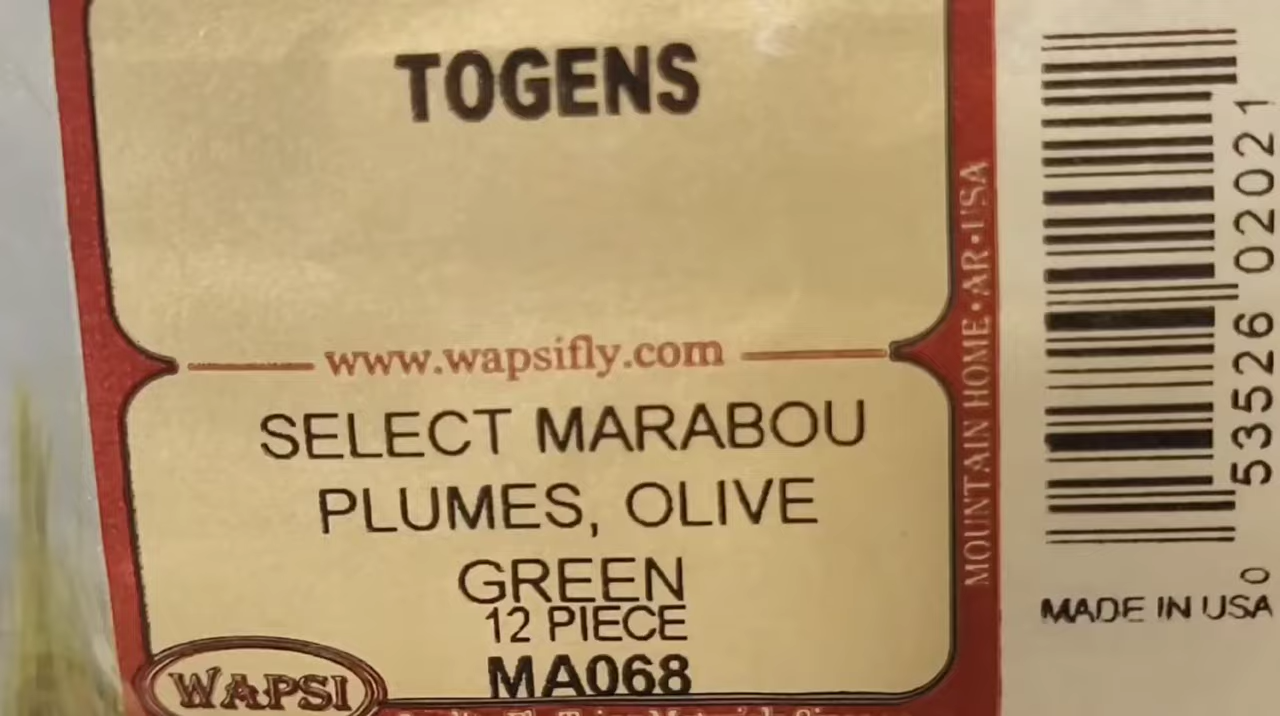 TOGENS
www.wapsifly.com
SELECT MARABOU
PLUMES, OLIVE
GREEN
12 PIECE
MA068
WAPSI
MOUNTAIN HOME • AR • USA
0 53526 02021
MADE IN USA